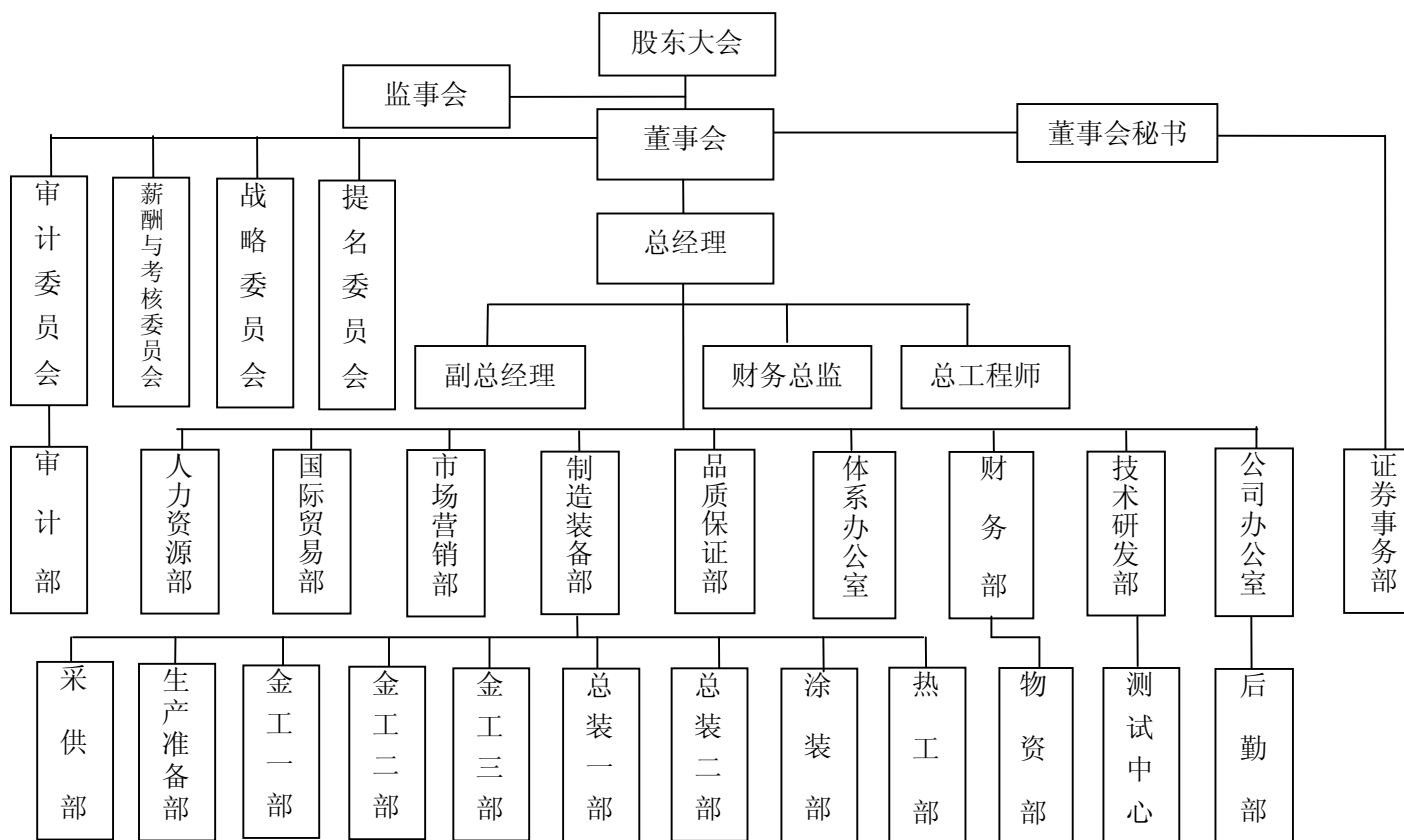 股东大会
监事会
董事会
董事会秘书
审计委员会
薪酬与考核委员会
战略委员会
提名委员会
总经理
副总经理
财务总监
总工程师
审计部
人力资源部
国际贸易部
市场营销部
制造装备部
品质保证部
体系办公室
财务部
技术研发部
公司办公室
证券事务部
采供部
生产准备部
金工一部
金工二部
金工三部
总装一部
总装二部
涂装部
热工部
物资部
测试中心
后勤部